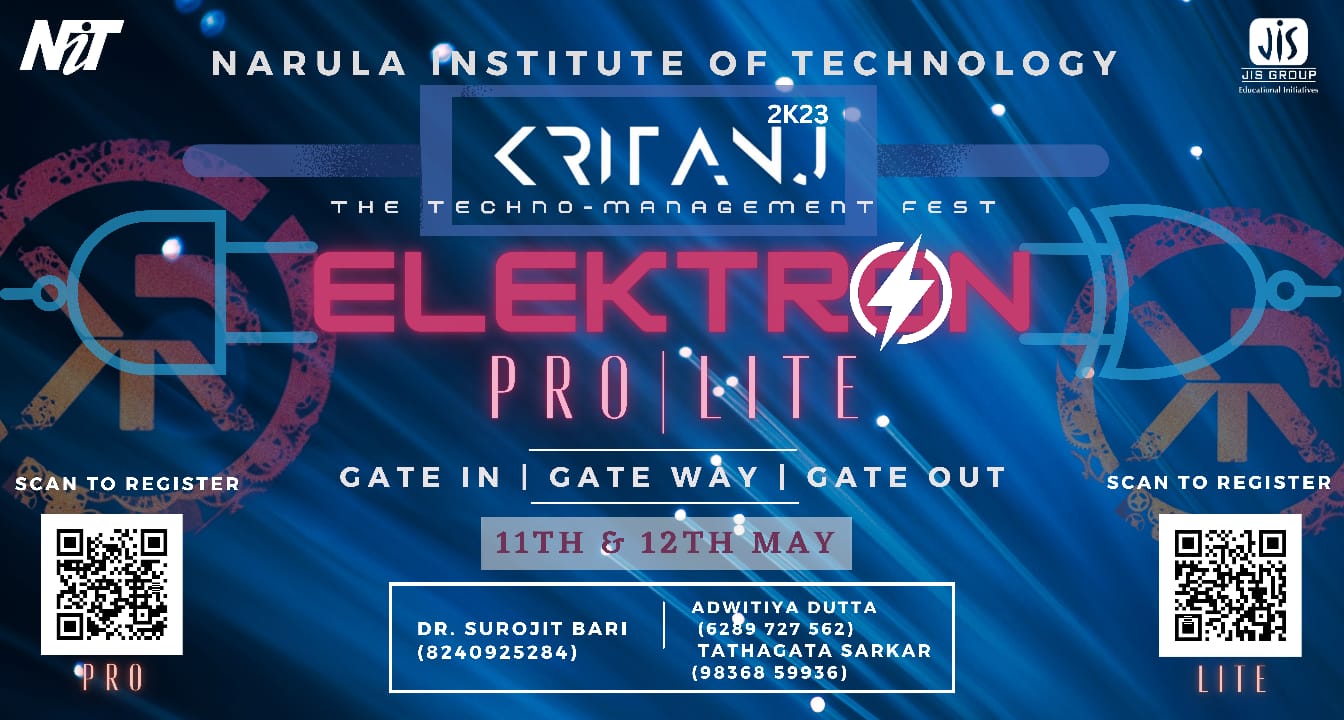 NiT
NARULA INSTITUTE OF TECHNOLOGY
JIS
JIS GROUP
Educational Initiatives
2K23
KRITANJ
THE TECHNO-MANAGEMENT FEST
ELEKTRON
PRO|LITE
GATE IN | GATE WAY | GATE OUT
SCAN TO REGISTER
SCAN TO REGISTER
11TH & 12TH MAY
DR. SUROJIT BARI
(8240925284)
ADWITIYA DUTTA
(6289 727 562)
TATHAGATA SARKAR
(98368 59936)
PRO
LITE